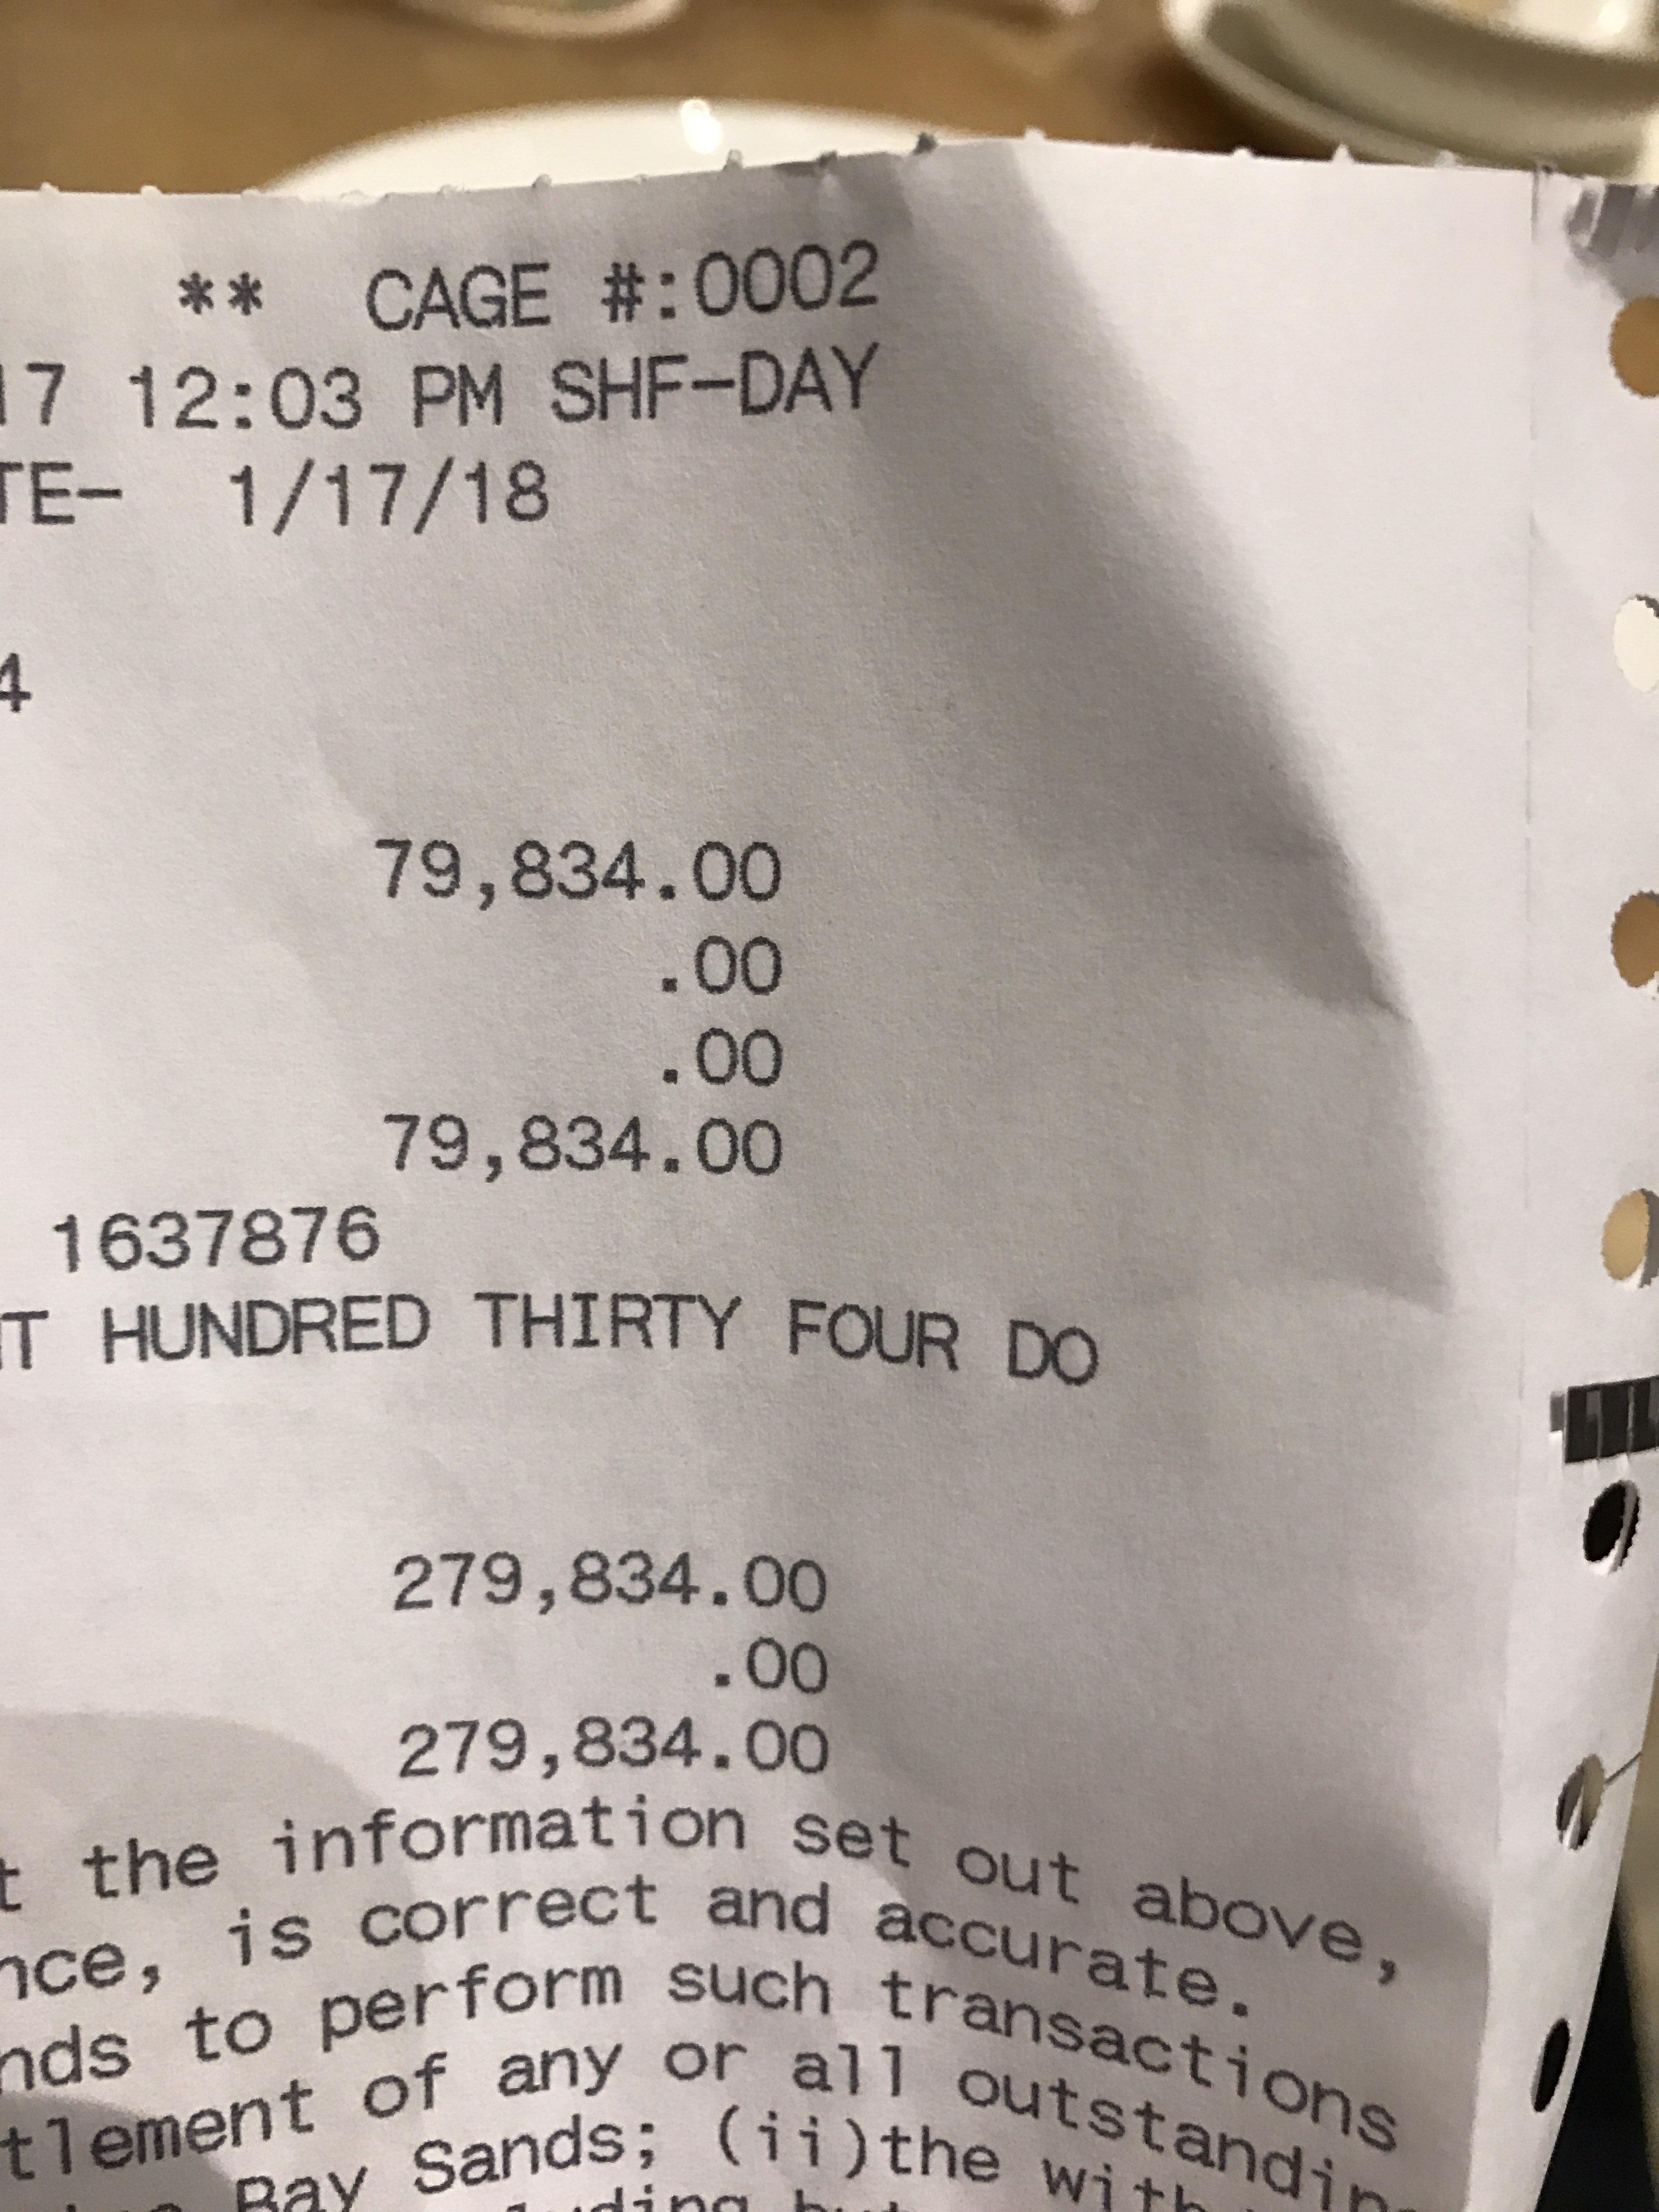 ** CAGE #:0002
17 12:03 PM SHF-DAY
TE- 1/17/18
4
79,834.00
.00
.00
79,834.00
1637876
HUNDRED THIRTY FOUR DO
279,834.00
.00
279,834.00
t the information set out above,
nce, is correct and accurate.
nds to perform such transactions
tlement of any or all outstandin
Bay Sands; (ii)the with